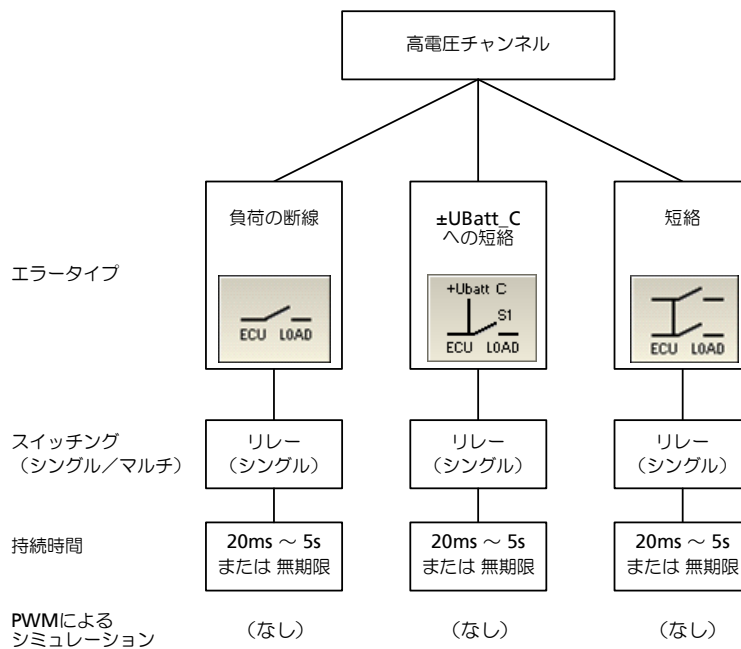 高電圧チャンネル
エラータイプ
負荷の断線
ECU LOAD
±UBatt_C
への短絡
+Ubatt C
S1
ECU LOAD
短絡
ECU LOAD
スイッチング
（シングル／マルチ）
リレー
（シングル）
リレー
（シングル）
リレー
（シングル）
持続時間
20ms ～ 5s
または 無期限
20ms ～ 5s
または 無期限
20ms ～ 5s
または 無期限
PWMによる
シミュレーション
（なし）
（なし）
（なし）